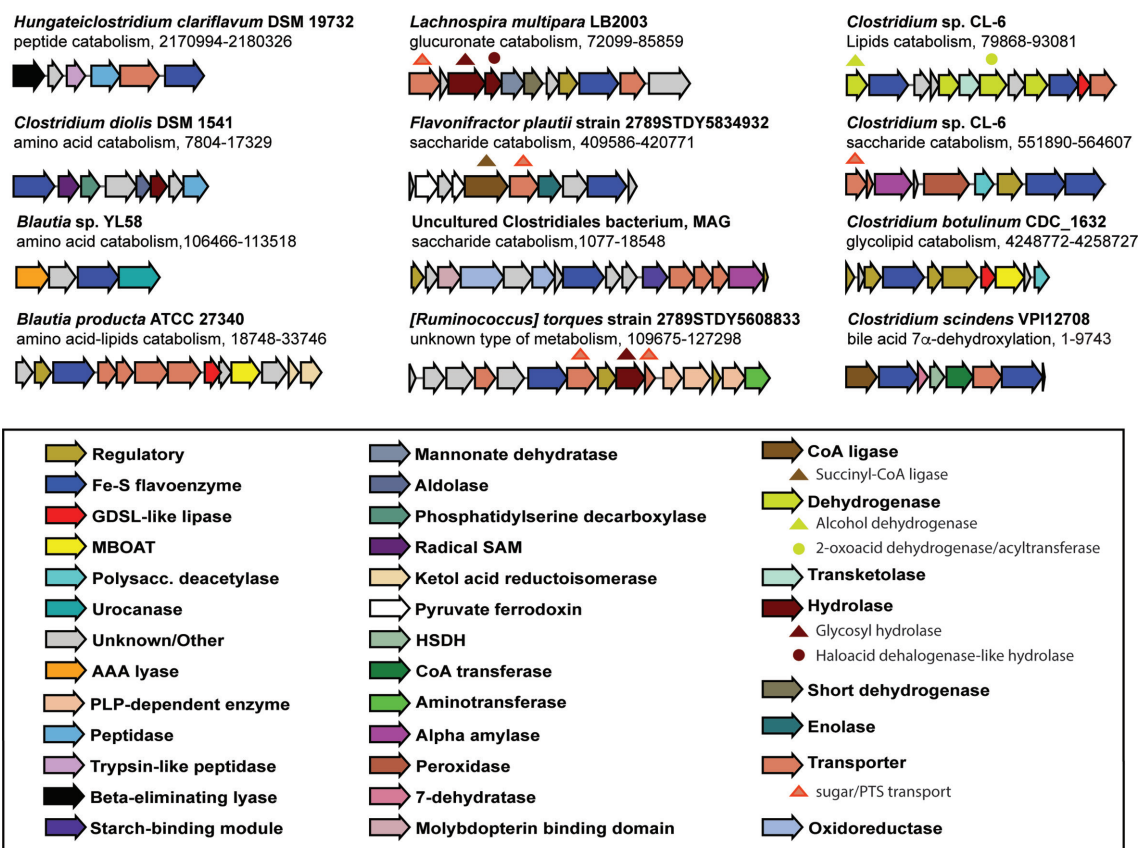 Hungateiclostridium clariflavum DSM 19732
peptide catabolism, 2170994-2180326
Clostridium diolis DSM 1541
amino acid catabolism, 7804-17329
Blautia sp. YL58
amino acid catabolism,106466-113518
Blautia producta ATCC 27340
amino acid-lipids catabolism, 18748-33746
Lachnospira multipara LB2003
glucuronate catabolism, 72099-85859
Flavonifractor plautii strain 2789STDY5834932
saccharide catabolism, 409586-420771
Uncultured Clostridiales bacterium, MAG
saccharide catabolism,1077-18548
[Ruminococcus] torques strain 2789STDY5608833
unknown type of metabolism, 109675-127298
Clostridium sp. CL-6
Lipids catabolism, 79868-93081
Clostridium sp. CL-6
saccharide catabolism, 551890-564607
Clostridium botulinum CDC_1632
glycolipid catabolism, 4248772-4258727
Clostridium scindens VPI12708
bile acid 7α-dehydroxylation, 1-9743
Regulatory
Fe-S flavoenzyme
GDSL-like lipase
MBOAT
Polysacc. deacetylase
Urocanase
Unknown/Other
AAA lyase
PLP-dependent enzyme
Peptidase
Trypsin-like peptidase
Beta-eliminating lyase
Starch-binding module
Mannonate dehydratase
Aldolase
Phosphatidylserine decarboxylase
Radical SAM
Ketol acid reductoisomerase
Pyruvate ferrodoxin
HSDH
CoA transferase
Aminotransferase
Alpha amylase
Peroxidase
7-dehydratase
Molybdopterin binding domain
CoA ligase
Succinyl-CoA ligase
Dehydrogenase
Alcohol dehydrogenase
2-oxoacid dehydrogenase/acyltransferase
Transketolase
Hydrolase
Glycosyl hydrolase
Haloacid dehalogenase-like hydrolase
Short dehydrogenase
Enolase
Transporter
sugar/PTS transport
Oxidoreductase